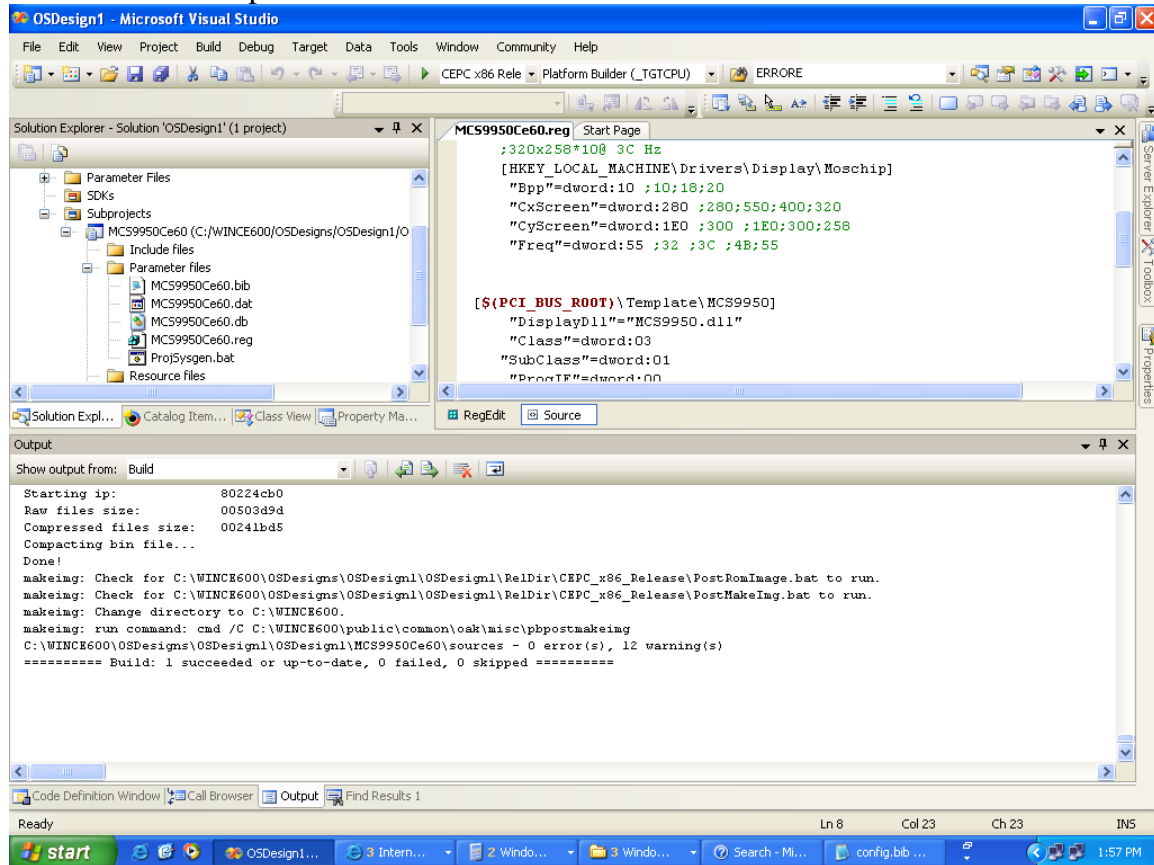 OSDesign1 - Microsoft Visual Studio
File Edit View Project Build Debug Target Data Tools Window Community Help
CEPC x86 Rele Platform Builder (_TGTCPU) ERRORE
Solution Explorer - Solution 'OSDesign1' (1 project)
Parameter Files
SDKs
Subprojects
MCS9950Ce60 (C:/WINCE600/OSDesigns/OSDesign1/O
Include files
Parameter files
MCS9950Ce60.bib
MCS9950Ce60.dat
MCS9950Ce60.db
MCS9950Ce60.reg
ProjSysgen.bat
Resource files
Solution Expl... Catalog Item... Class View Property Ma...
MCS9950Ce60.reg Start Page
;320x258*10@ 3C Hz
[HKEY_LOCAL_MACHINE\Drivers\Display\Moschip]
"Bpp"=dword:10 ;10;18;20
"CxScreen"=dword:280 ;280;550;400;320
"CyScreen"=dword:1E0 ;300 ;1E0;300;258
"Freq"=dword:55 ;32 ;3C ;4B;55
[$(PCI_BUS_ROOT)\Template\MCS9950]
"DisplayDll"="MCS9950.dll"
"Class"=dword:03
"SubClass"=dword:01
"ProgIF"=dword:00
RegEdit Source
Server Explorer
Toolbox
Properties
Output
Show output from: Build
Starting ip: 80224cb0
Raw files size: 00503d9d
Compressed files size: 00241bd5
Compacting bin file...
Done!
makeimg: Check for C:\WINCE600\OSDesigns\OSDesign1\OSDesign1\RelDir\CEPC_x86_Release\PostRomImage.bat to run.
makeimg: Check for C:\WINCE600\OSDesigns\OSDesign1\OSDesign1\RelDir\CEPC_x86_Release\PostMakeImg.bat to run.
makeimg: Change directory to C:\WINCE600.
makeimg: run command: cmd /C C:\WINCE600\public\common\oak\misc\pbpostmakeimg
C:\WINCE600\OSDesigns\OSDesign1\OSDesign1\MCS9950Ce60\sources - 0 error(s), 12 warning(s)
========== Build: 1 succeeded or up-to-date, 0 failed, 0 skipped ==========
Code Definition Window Call Browser Output Find Results 1
Ready Ln 8 Col 23 Ch 23 INS
start OSDesign1... 3 Intern... 2 Windo... 3 Windo... Search - Mi... config.bib ... 1:57 PM